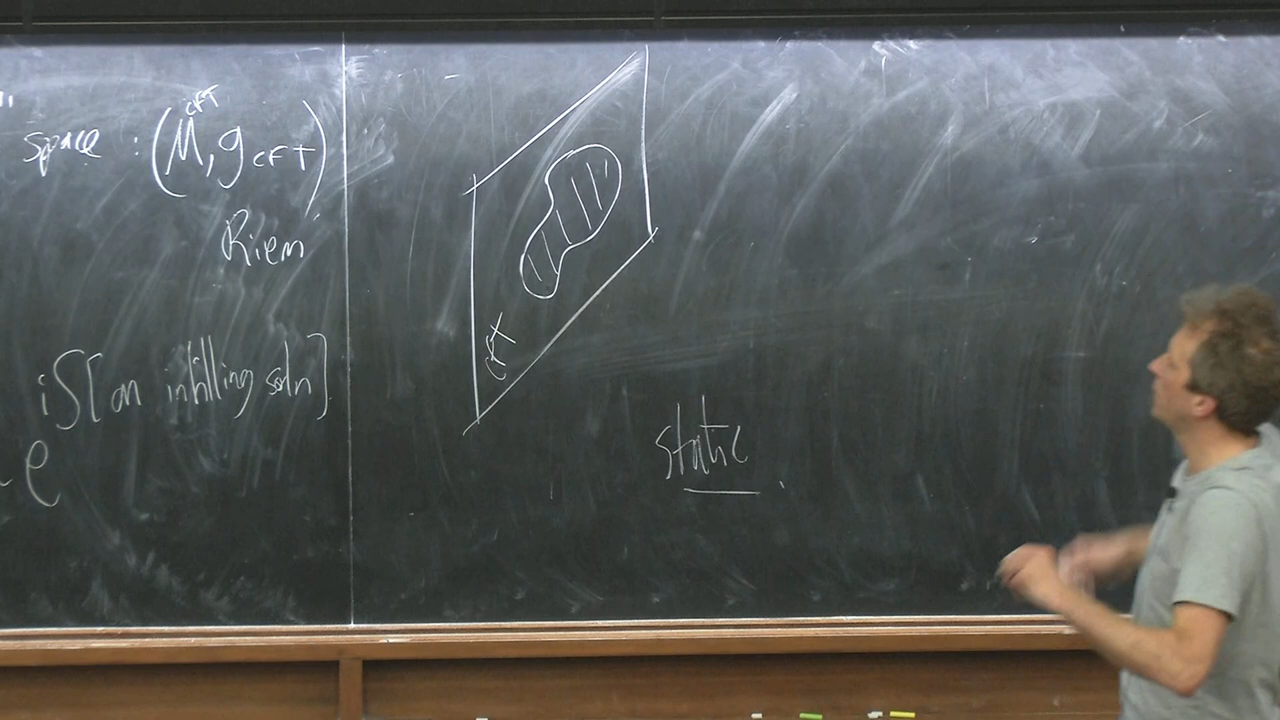 space : (M^CFT, g_CFT)
Riem
iS[on infilling soln]
~ e
CFT
static